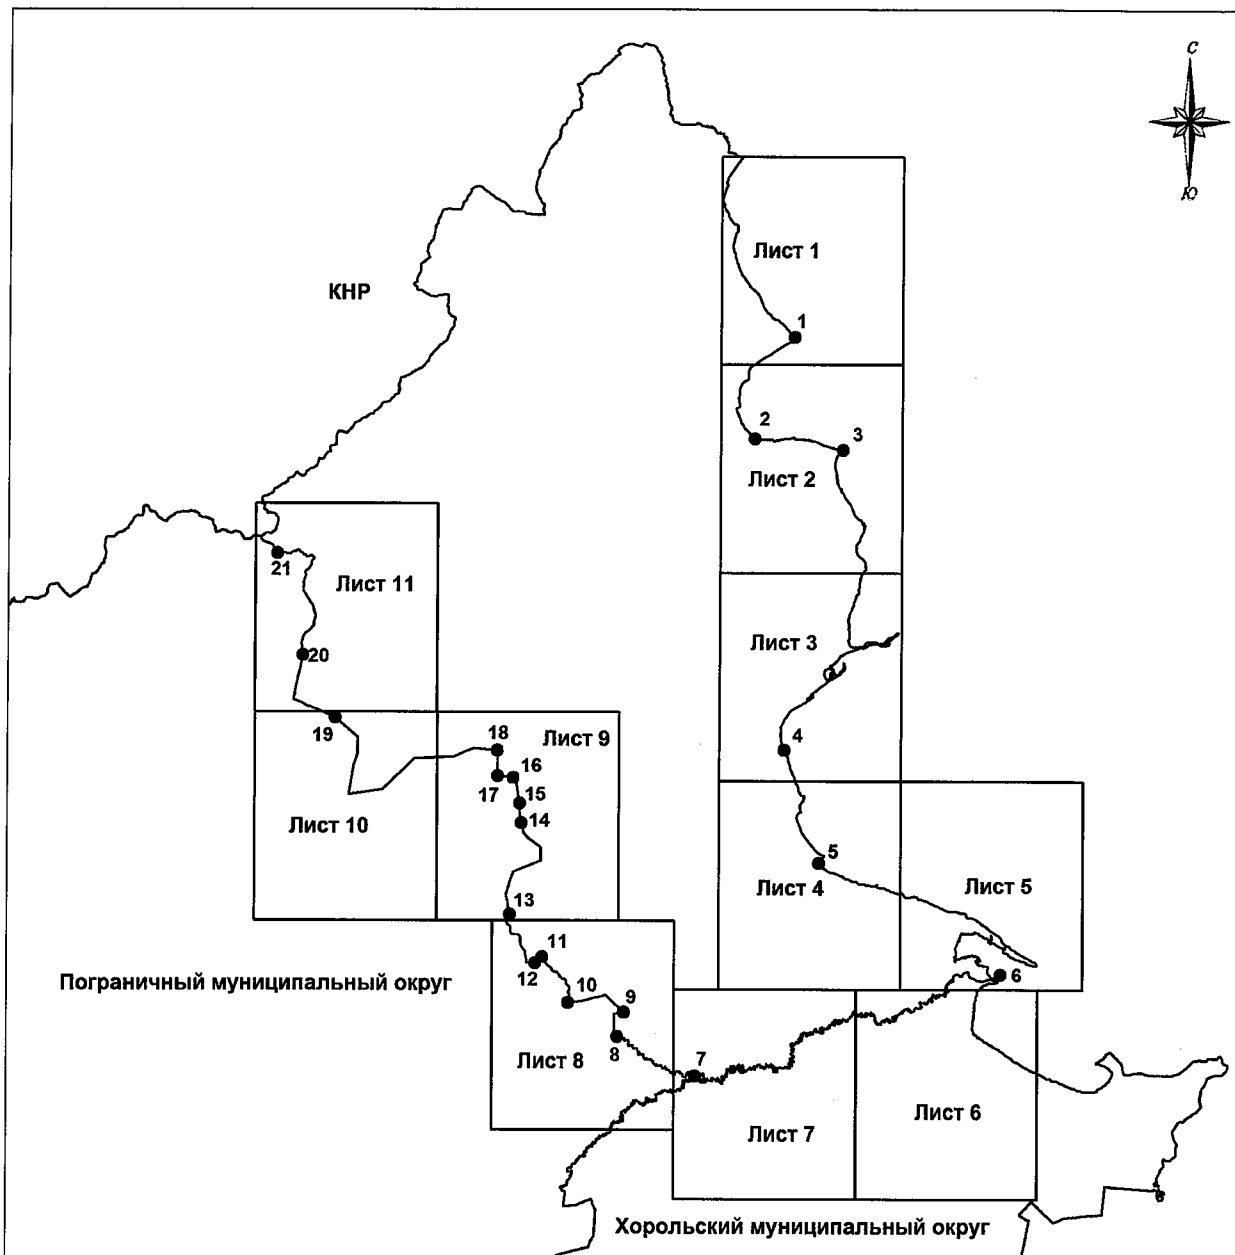 С
Ю
Лист 1
КНР
1
2
3
Лист 2
21
Лист 11
Лист 3
20
19
18
Лист 9
4
16
17
15
14
Лист 10
5
Лист 4
Лист 5
13
11
12
6
Пограничный муниципальный округ
10
9
8
Лист 8
7
Лист 6
Лист 7
Хорольский муниципальный округ